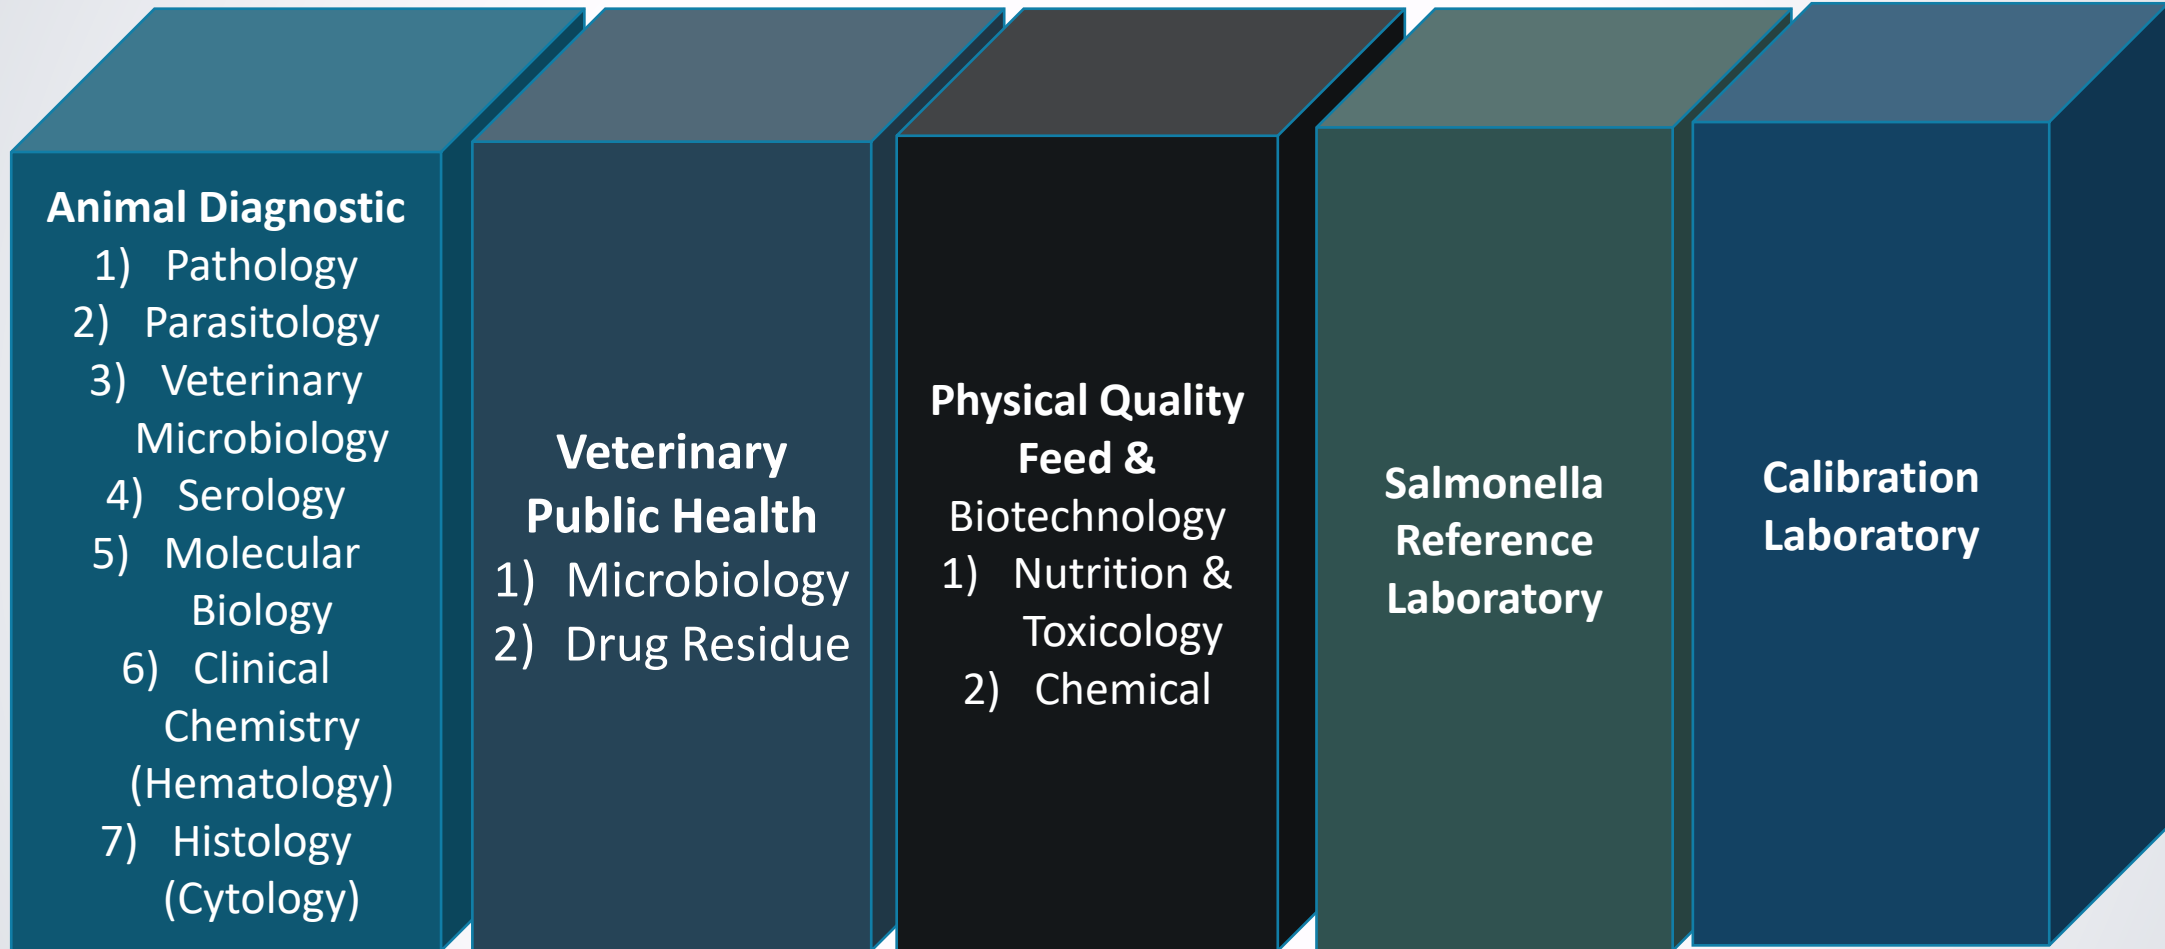 Animal Diagnostic
1) Pathology
2) Parasitology
3) Veterinary
Microbiology
4) Serology
5) Molecular
Biology
6) Clinical
Chemistry
(Hematology)
7) Histology
(Cytology)
Veterinary
Public Health
1) Microbiology
2) Drug Residue
Physical Quality
Feed &
Biotechnology
1) Nutrition &
Toxicology
2) Chemical
Salmonella
Reference
Laboratory
Calibration
Laboratory